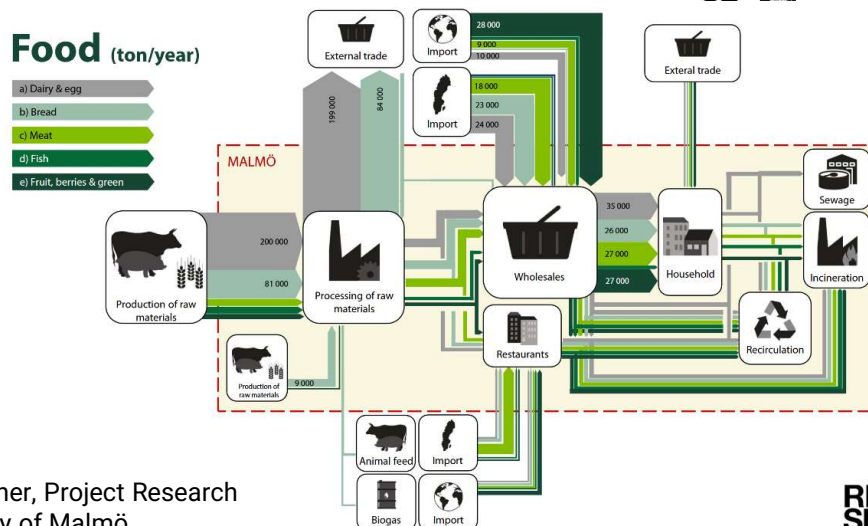 Food (ton/year)
a) Dairy & egg
b) Bread
c) Meat
d) Fish
e) Fruit, berries & green
External trade
Import
28 000
9 000
10 000
Import
18 000
23 000
24 000
Exteral trade
199 000
84 000
MALMÖ
Production of raw
materials
200 000
81 000
Processing of raw
materials
Wholesales
35 000
26 000
27 000
27 000
Household
Sewage
Incineration
Recirculation
Restaurants
Production of
raw materials
9 000
Animal feed
Import
Biogas
Import
Project Research
of Malmö